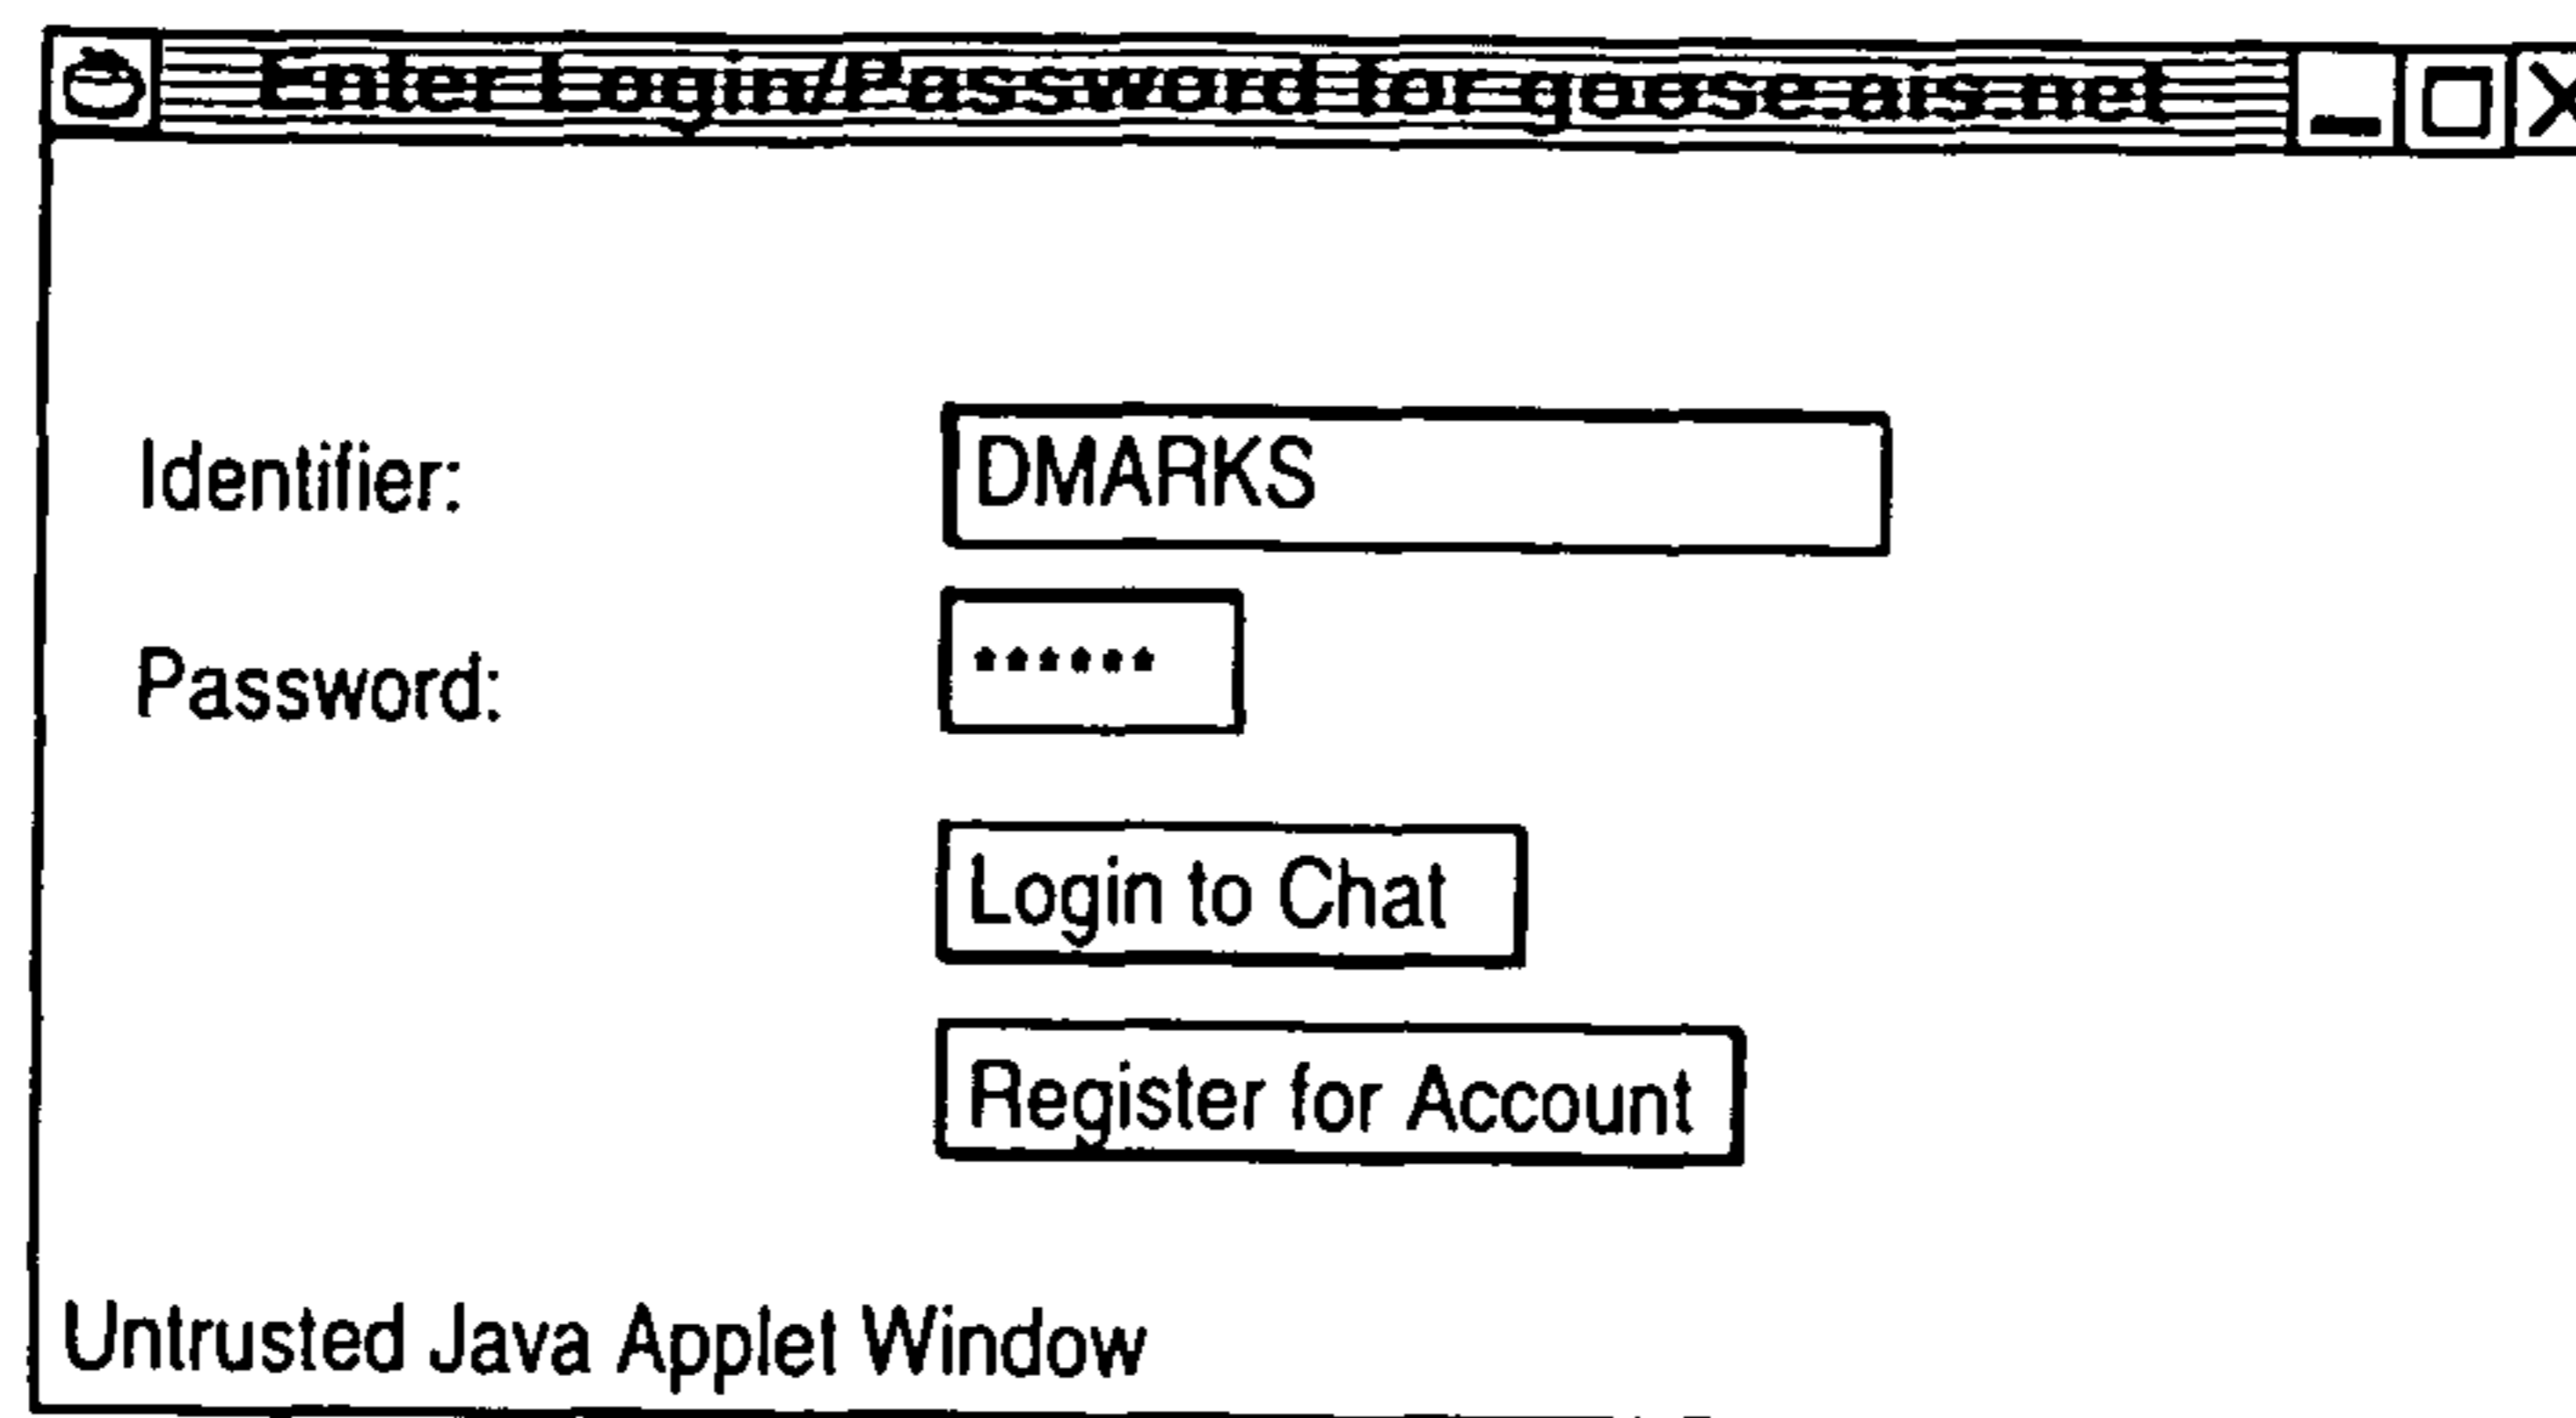 Enter Login/Password for goose.ais.net
Identifier: DMARKS
Password: ******
Login to Chat
Register for Account
Untrusted Java Applet Window